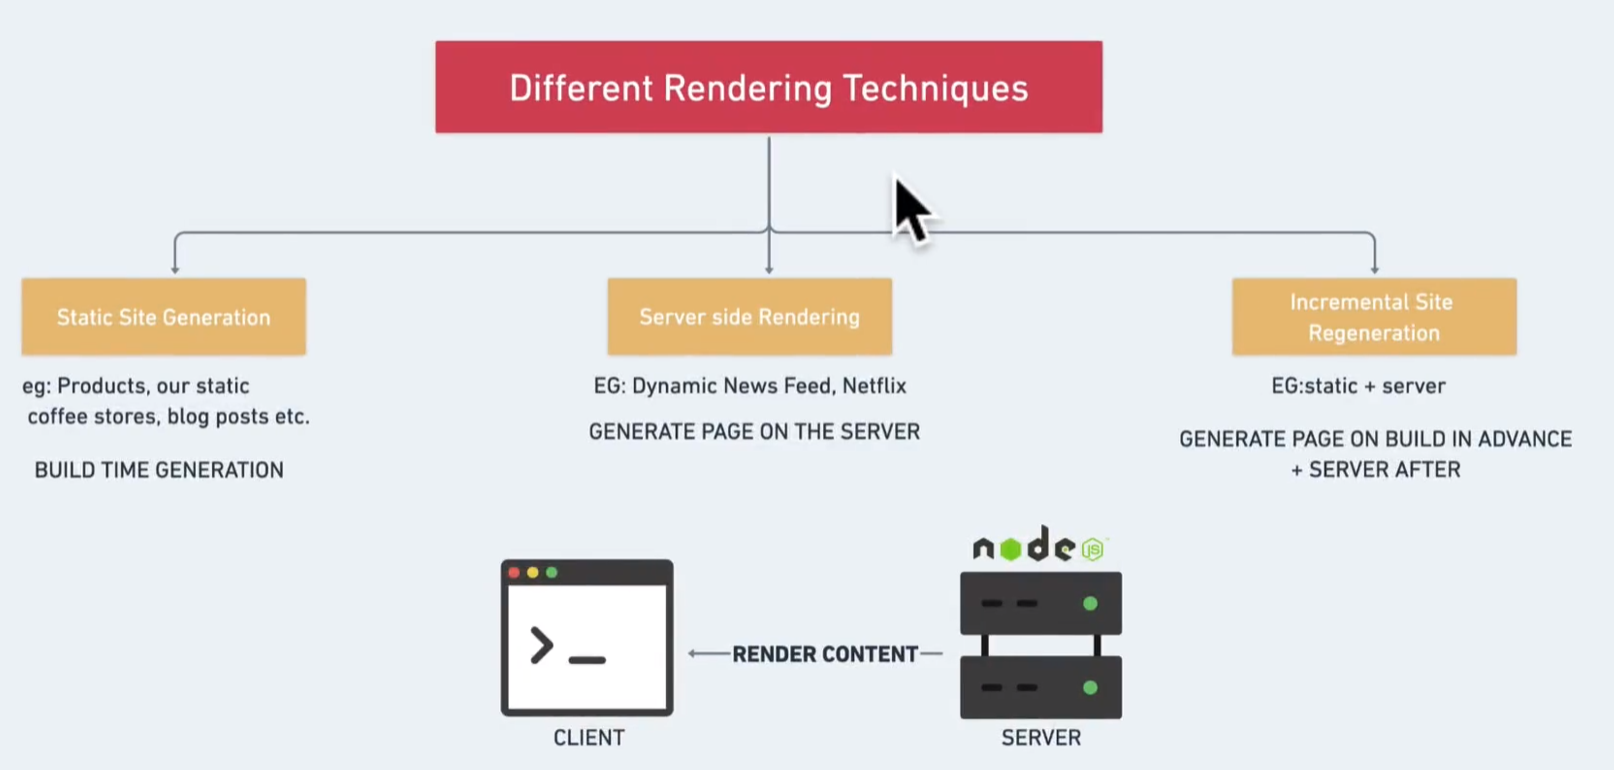 Different Rendering Techniques
Static Site Generation
eg: Products, our static
coffee stores, blog posts etc.
BUILD TIME GENERATION
Server side Rendering
EG: Dynamic News Feed, Netflix
GENERATE PAGE ON THE SERVER
Incremental Site
Regeneration
EG:static + server
GENERATE PAGE ON BUILD IN ADVANCE
+ SERVER AFTER
node
JS
RENDER CONTENT
CLIENT
SERVER